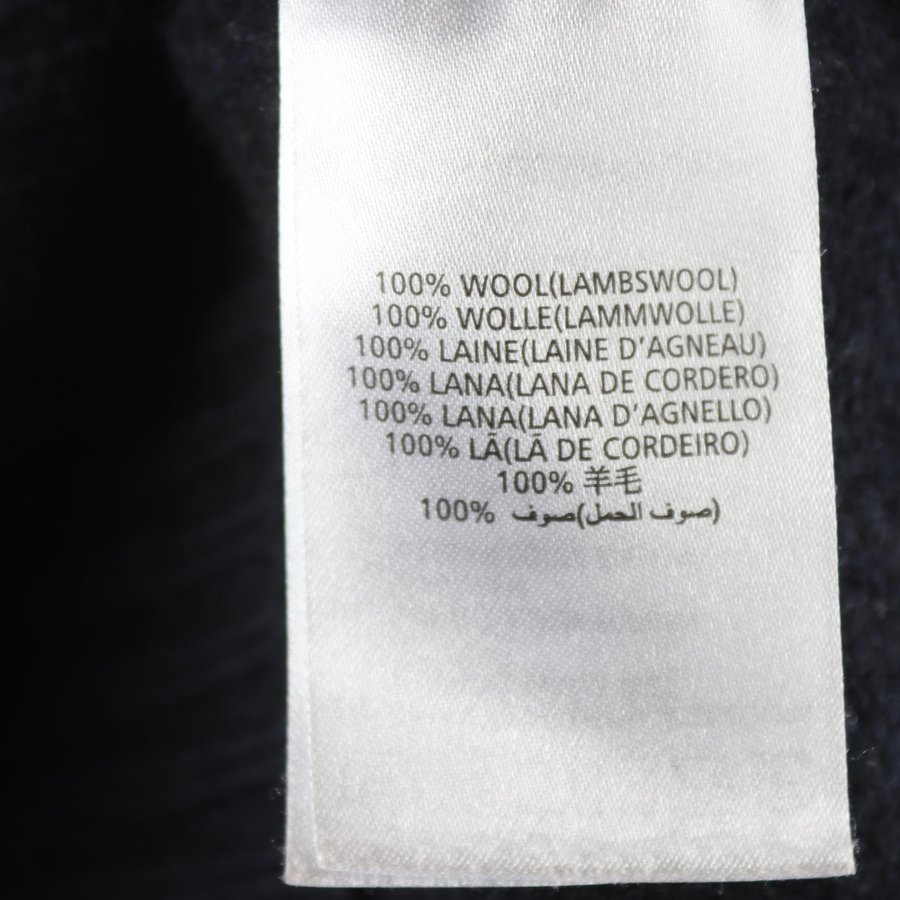 100% WOOL(LAMBSWOOL)
100% WOLLE(LAMMWOLLE)
100% LAINE(LAINE D'AGNEAU)
100% LANA(LANA DE CORDERO)
100% LANA(LANA D'AGNELLO)
100% LÃ(LÃ DE CORDEIRO)
100% 羊毛
100% صوف(صوف الحمل)